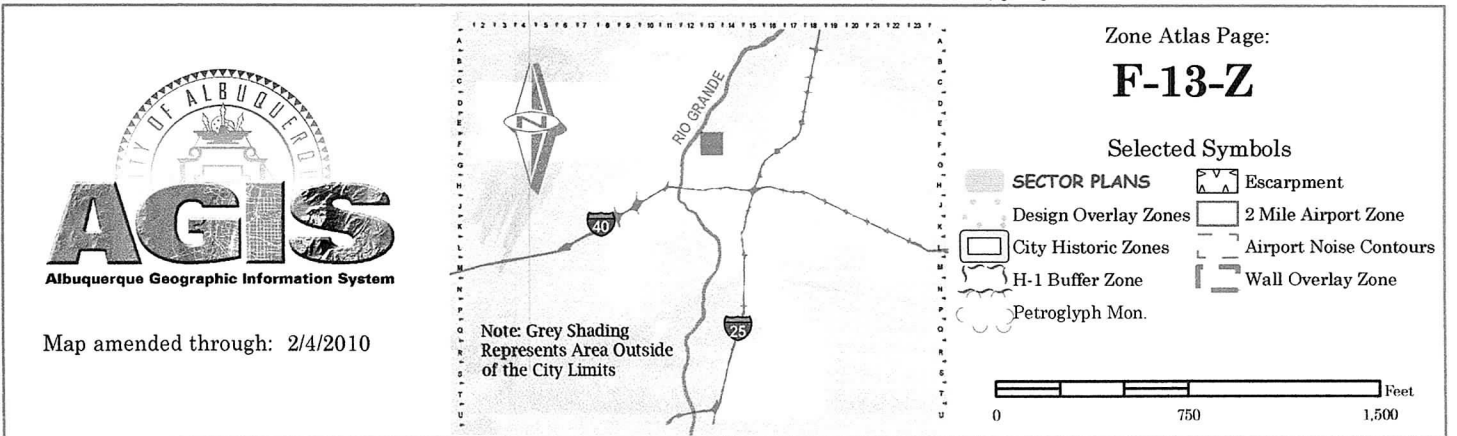 CITY OF ALBUQUERQUE
AGIS
Albuquerque Geographic Information System
Map amended through: 2/4/2010
RIO GRANDE
N
40
25
Note: Grey Shading
Represents Area Outside
of the City Limits
Zone Atlas Page:
F-13-Z
Selected Symbols
SECTOR PLANS
Design Overlay Zones
City Historic Zones
H-1 Buffer Zone
Petroglyph Mon.
Escarpment
2 Mile Airport Zone
Airport Noise Contours
Wall Overlay Zone
Feet
0 750 1,500